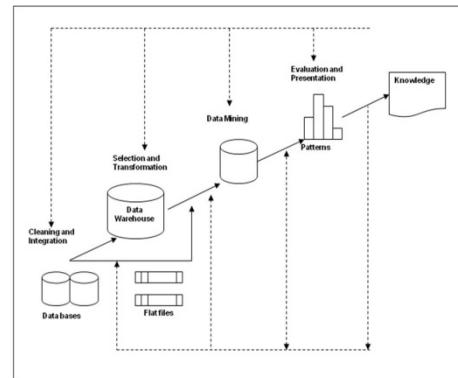 Evaluation and
Presentation
Knowledge
Data Mining
Patterns
Selection and
Transformation
Data
Warehouse
Cleaning and
Integration
Data bases
Flat files